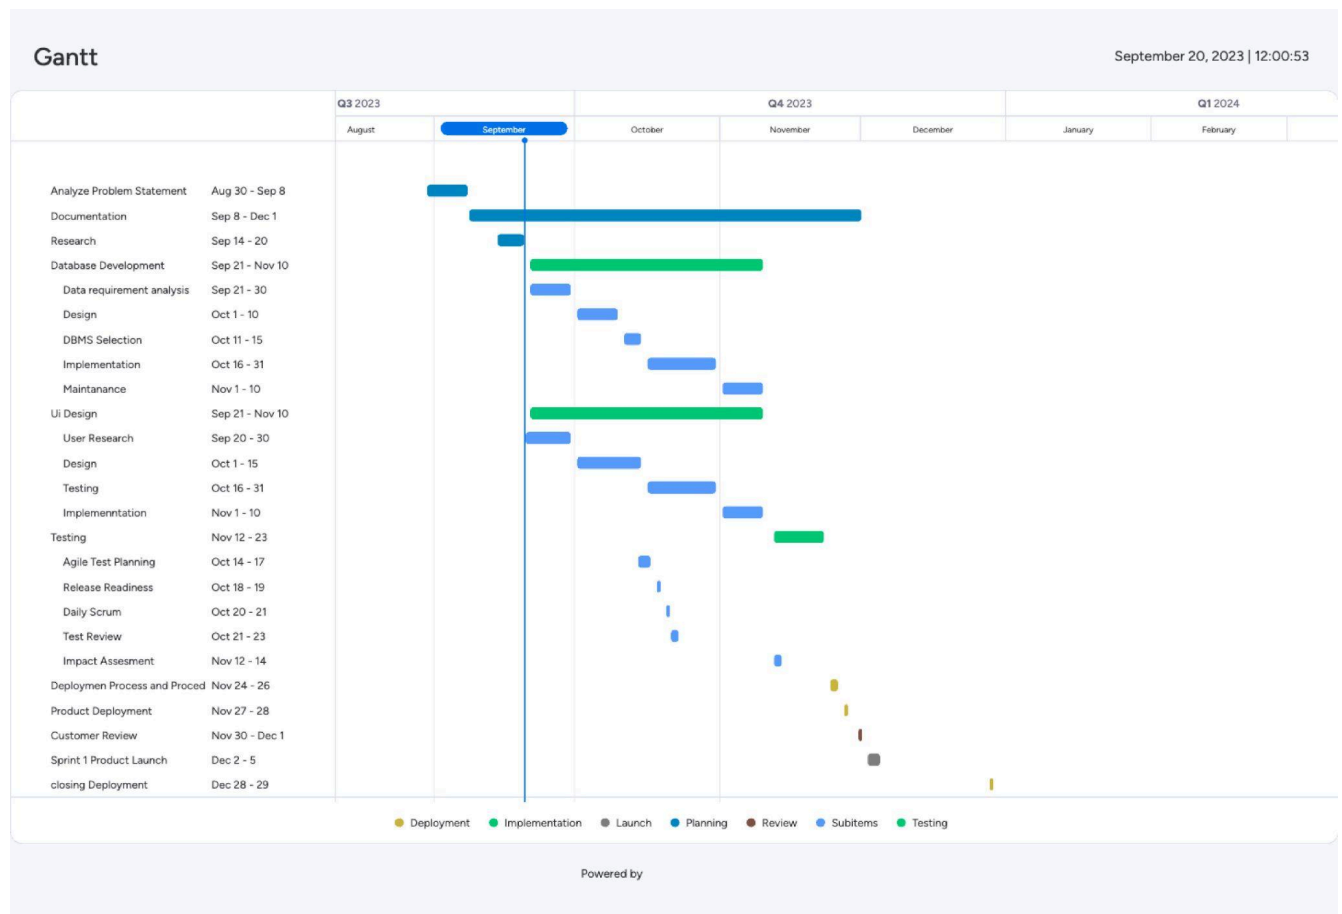 Gantt
September 20, 2023 | 12:00:53
Q3 2023 Q4 2023 Q1 2024
August September October November December January February
Analyze Problem Statement Aug 30 - Sep 8
Documentation Sep 8 - Dec 1
Research Sep 14 - 20
Database Development Sep 21 - Nov 10
Data requirement analysis Sep 21 - 30
Design Oct 1 - 10
DBMS Selection Oct 11 - 15
Implementation Oct 16 - 31
Maintanance Nov 1 - 10
Ui Design Sep 21 - Nov 10
User Research Sep 20 - 30
Design Oct 1 - 15
Testing Oct 16 - 31
Implemenntation Nov 1 - 10
Testing Nov 12 - 23
Agile Test Planning Oct 14 - 17
Release Readiness Oct 18 - 19
Daily Scrum Oct 20 - 21
Test Review Oct 21 - 23
Impact Assesment Nov 12 - 14
Deploymen Process and Proced Nov 24 - 26
Product Deployment Nov 27 - 28
Customer Review Nov 30 - Dec 1
Sprint 1 Product Launch Dec 2 - 5
closing Deployment Dec 28 - 29
Deployment Implementation Launch Planning Review Subitems Testing
Powered by